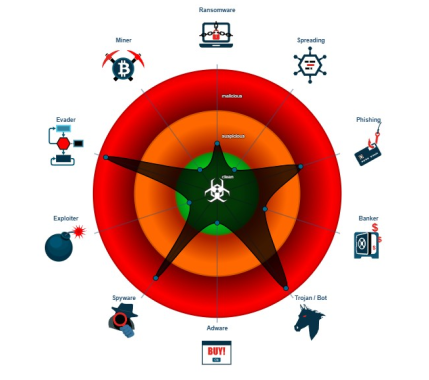 Ransomware
Miner
Spreading
malicious
Evader
Phishing
suspicious
clean
Exploiter
Banker
$
$
$
Spyware
Trojan / Bot
Adware
BUY!